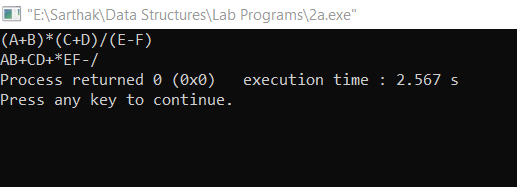 "E:\Sarthak\Data Structures\Lab Programs\2a.exe"
(A+B)*(C+D)/(E-F)
AB+CD+*EF-/
Process returned 0 (0x0)   execution time : 2.567 s
Press any key to continue.